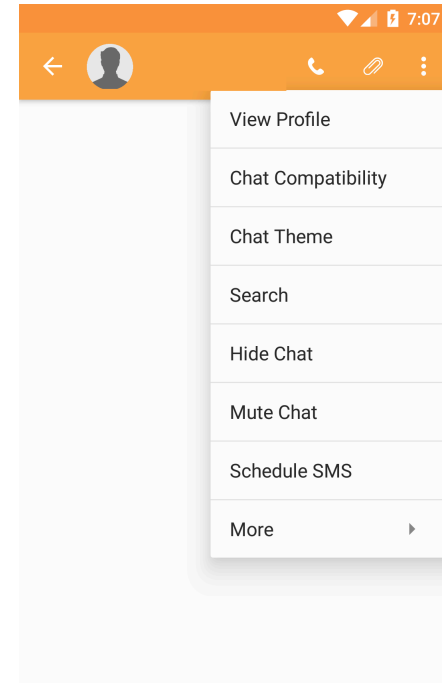 7:07
View Profile
Chat Compatibility
Chat Theme
Search
Hide Chat
Mute Chat
Schedule SMS
More